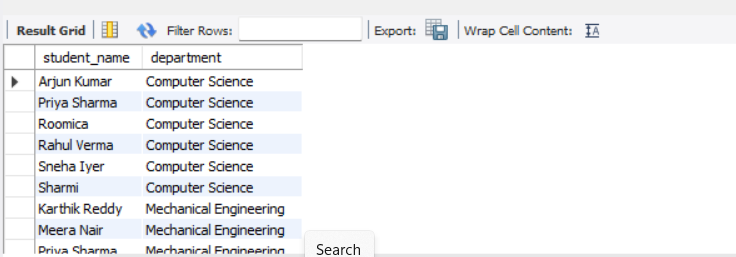 Result Grid Filter Rows: Export: Wrap Cell Content:
student_name department
Arjun Kumar Computer Science
Priya Sharma Computer Science
Roomica Computer Science
Rahul Verma Computer Science
Sneha Iyer Computer Science
Sharmi Computer Science
Karthik Reddy Mechanical Engineering
Meera Nair Mechanical Engineering
Priya Sharma Mechanical Engineering
Search